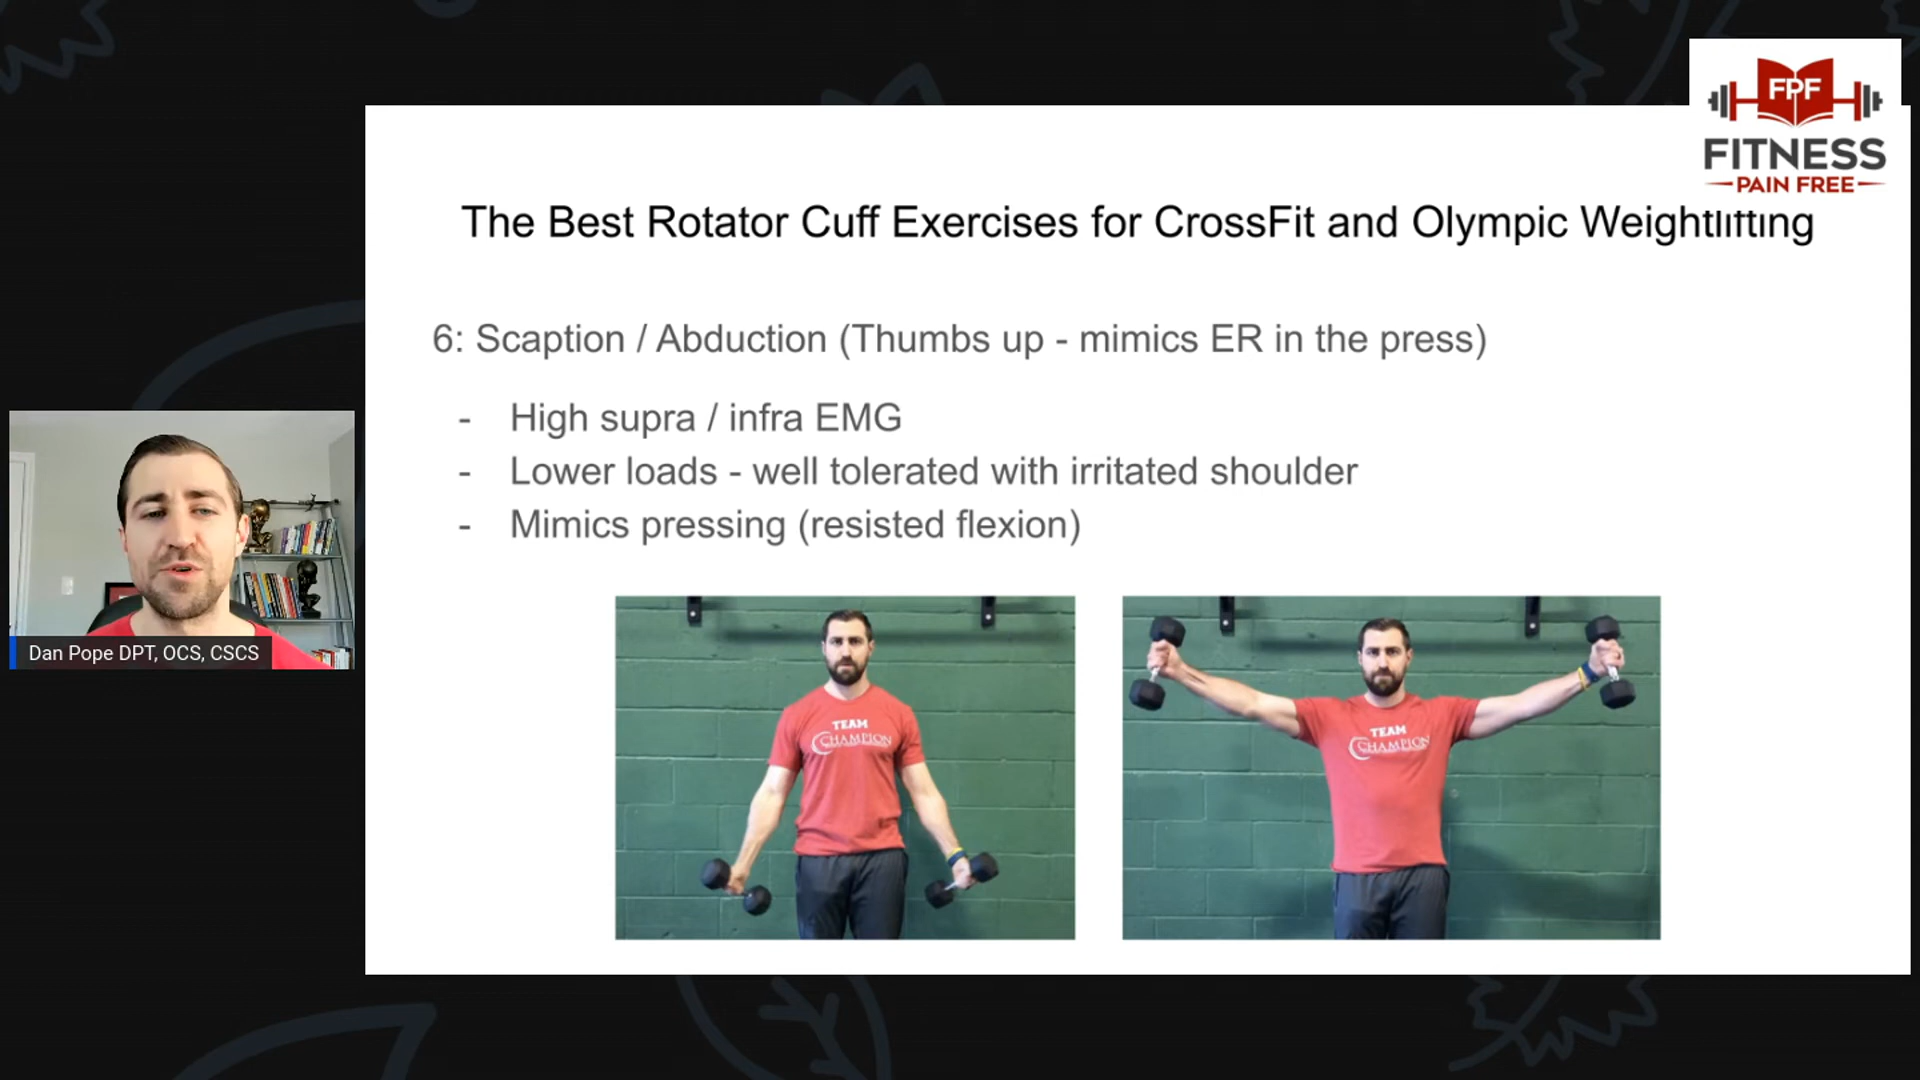 FPF
FITNESS
PAIN FREE
The Best Rotator Cuff Exercises for CrossFit and Olympic Weightlifting
6: Scaption / Abduction (Thumbs up - mimics ER in the press)
- High supra / infra EMG
- Lower loads - well tolerated with irritated shoulder
- Mimics pressing (resisted flexion)
Dan Pope DPT, OCS, CSCS
TEAM
CHAMPION
TEAM
CHAMPION